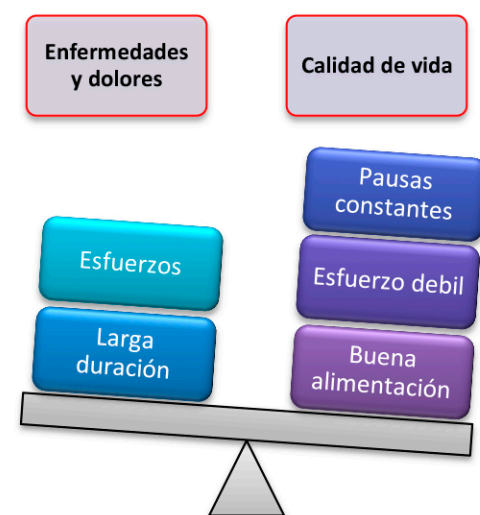 Enfermedades
y dolores
Calidad de vida
Pausas
constantes
Esfuerzos
Esfuerzo debil
Larga
duración
Buena
alimentación